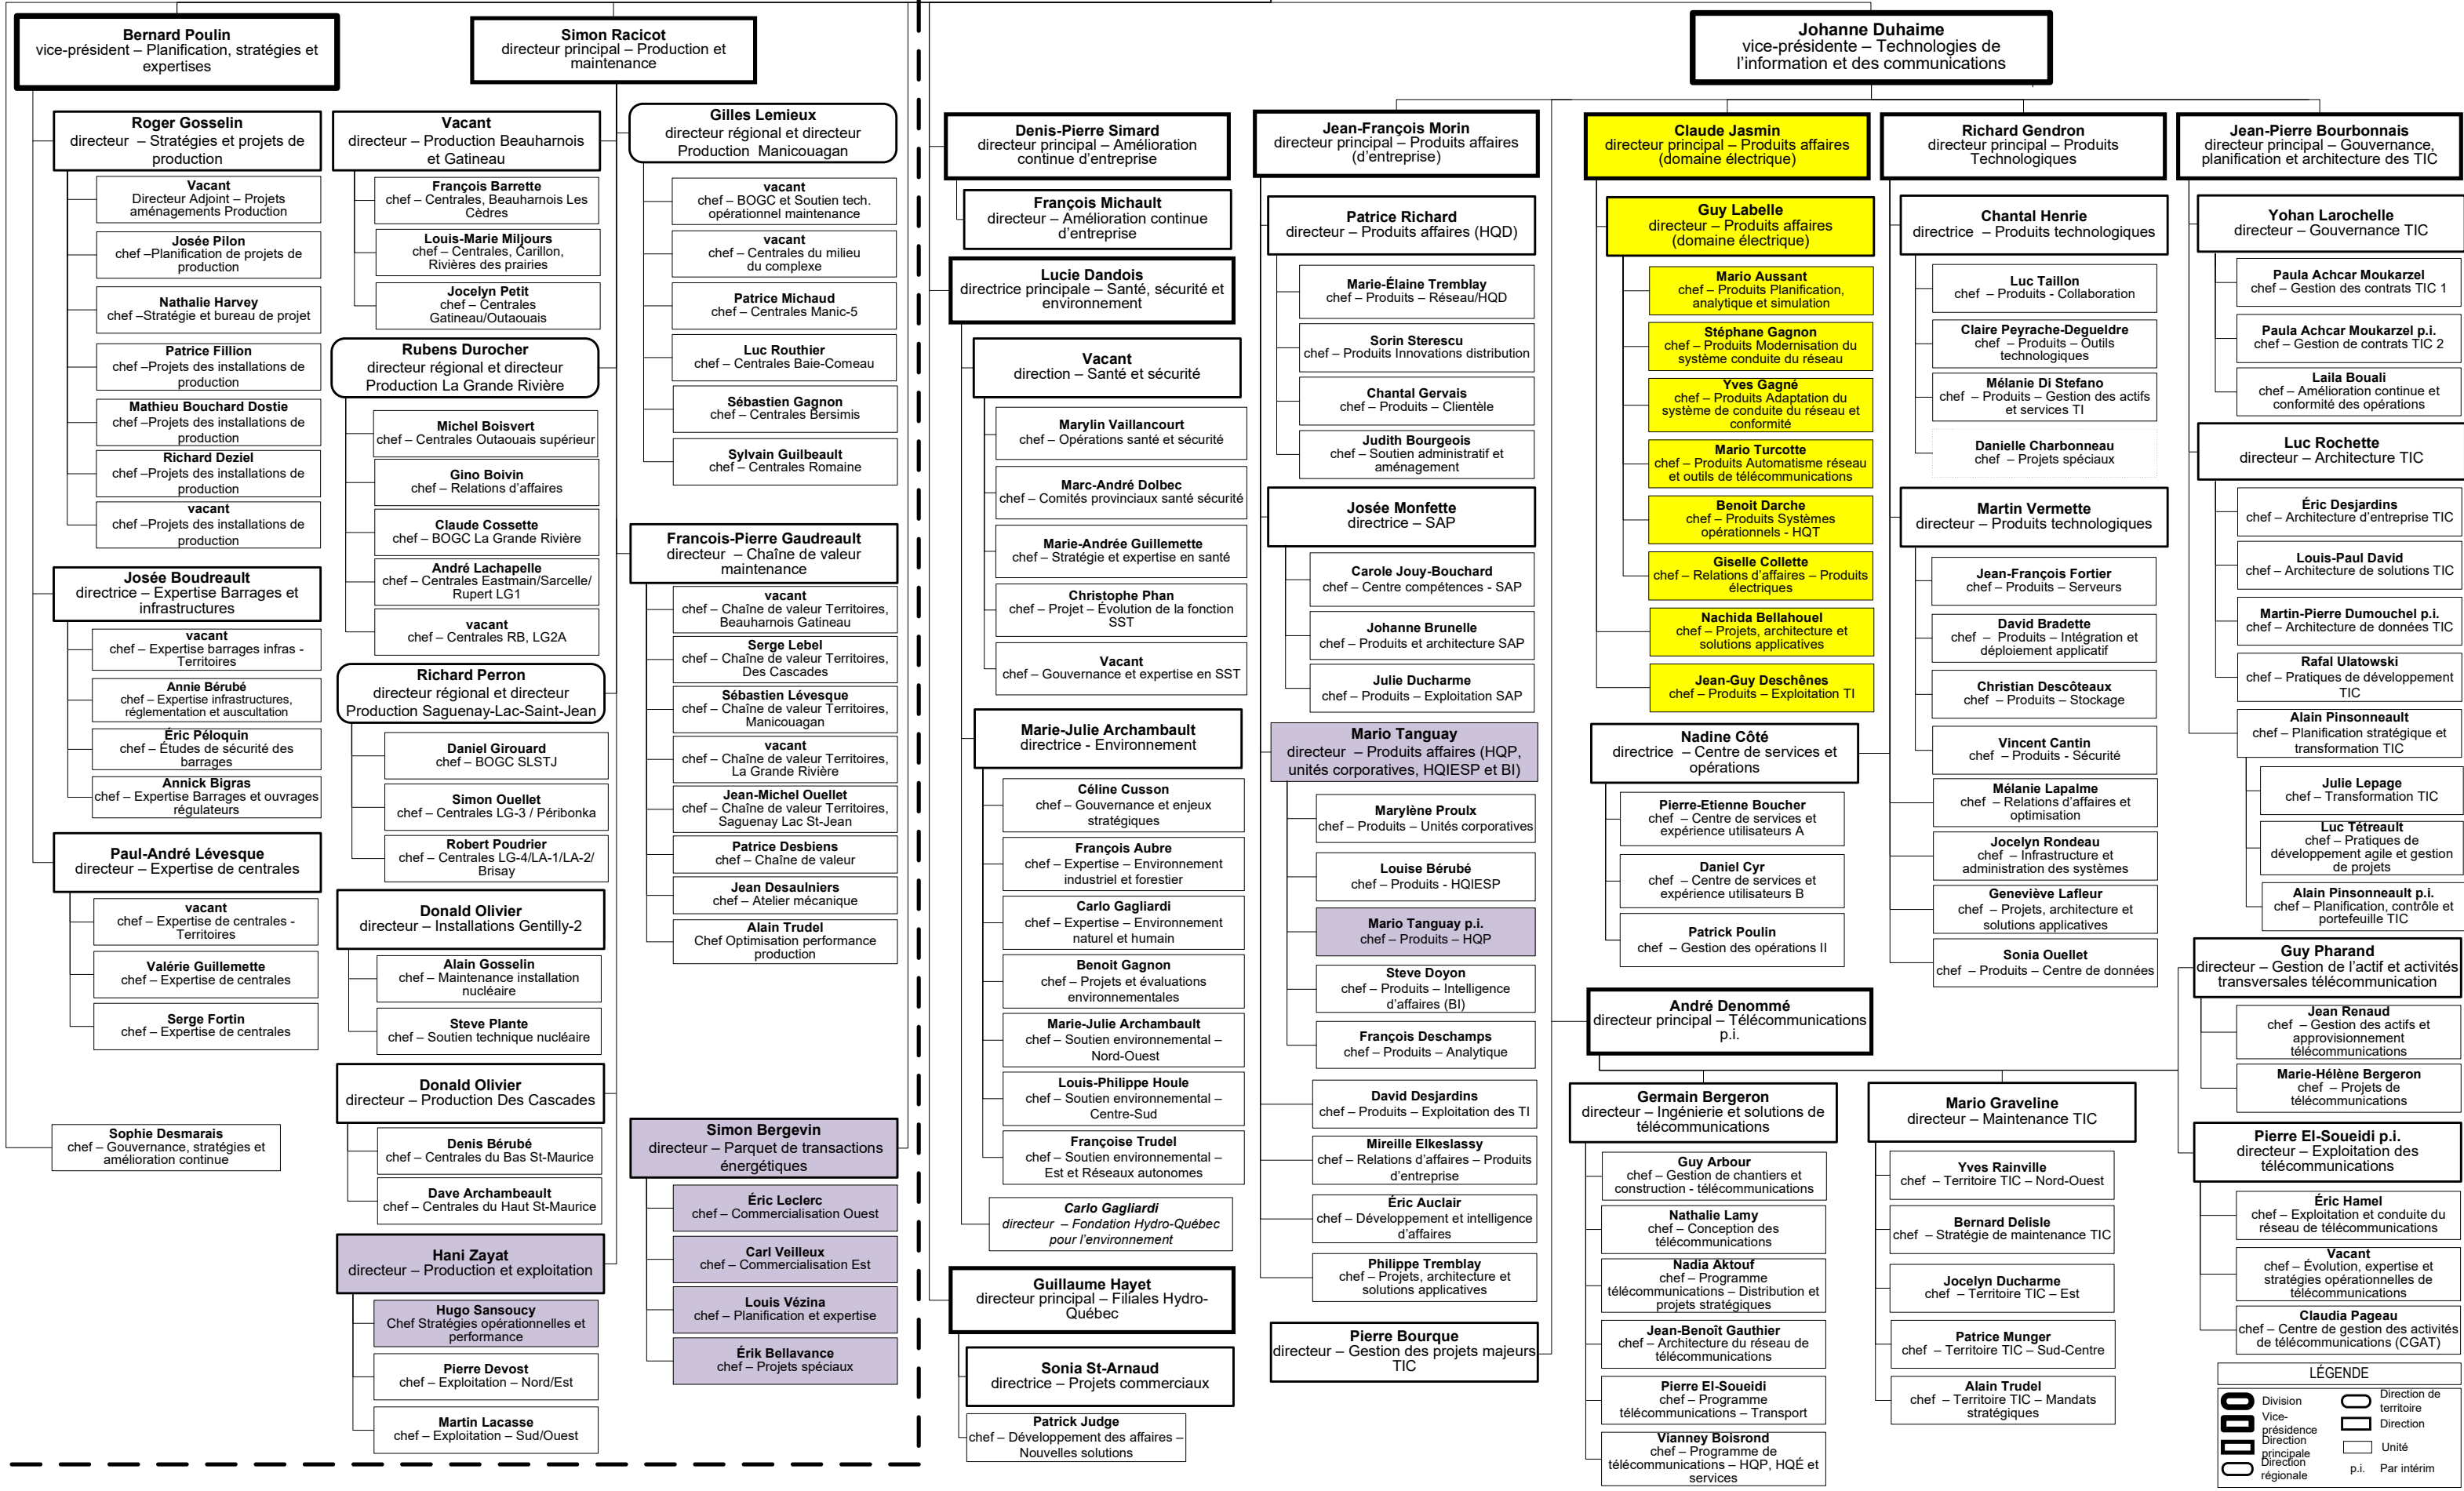 Bernard Poulin
vice-président – Planification, stratégies et
expertises
Roger Gosselin
directeur – Stratégies et projets de
production
Vacant
Directeur Adjoint – Projets
aménagements Production
Josée Pilon
chef –Planification de projets de
production
Nathalie Harvey
chef –Stratégie et bureau de projet
Patrice Fillion
chef –Projets des installations de
production
Mathieu Bouchard Dostie
chef –Projets des installations de
production
Richard Deziel
chef –Projets des installations de
production
vacant
chef –Projets des installations de
production
Josée Boudreault
directrice – Expertise Barrages et
infrastructures
vacant
chef – Expertise barrages infras -
Territoires
Annie Bérubé
chef – Expertise infrastructures,
réglementation et auscultation
Éric Péloquin
chef – Études de sécurité des
barrages
Annick Bigras
chef – Expertise Barrages et ouvrages
régulateurs
Paul-André Lévesque
directeur – Expertise de centrales
vacant
chef – Expertise de centrales -
Territoires
Valérie Guillemette
chef – Expertise de centrales
Serge Fortin
chef – Expertise de centrales
Sophie Desmarais
chef – Gouvernance, stratégies et
amélioration continue
Simon Racicot
directeur principal – Production et
maintenance
Vacant
directeur – Production Beauharnois
et Gatineau
François Barrette
chef – Centrales, Beauharnois Les
Cèdres
Louis-Marie Miljours
chef – Centrales, Carillon,
Rivières des prairies
Jocelyn Petit
chef – Centrales
Gatineau/Outaouais
Rubens Durocher
directeur régional et directeur
Production La Grande Rivière
Michel Boisvert
chef – Centrales Outaouais supérieur
Gino Boivin
chef – Relations d’affaires
Claude Cossette
chef – BOGC La Grande Rivière
André Lachapelle
chef – Centrales Eastmain/Sarcelle/
Rupert LG1
vacant
chef – Centrales RB, LG2A
Richard Perron
directeur régional et directeur
Production Saguenay-Lac-Saint-Jean
Daniel Girouard
chef – BOGC SLSTJ
Simon Ouellet
chef – Centrales LG-3 / Péribonka
Robert Poudrier
chef – Centrales LG-4/LA-1/LA-2/
Brisay
Donald Olivier
directeur – Installations Gentilly-2
Alain Gosselin
chef – Maintenance installation
nucléaire
Steve Plante
chef – Soutien technique nucléaire
Donald Olivier
directeur – Production Des Cascades
Denis Bérubé
chef – Centrales du Bas St-Maurice
Dave Archambeault
chef – Centrales du Haut St-Maurice
Hani Zayat
directeur – Production et exploitation
Hugo Sansoucy
Chef Stratégies opérationnelles et
performance
Pierre Devost
chef – Exploitation – Nord/Est
Martin Lacasse
chef – Exploitation – Sud/Ouest
Gilles Lemieux
directeur régional et directeur
Production Manicouagan
vacant
chef – BOGC et Soutien tech.
opérationnel maintenance
vacant
chef – Centrales du milieu
du complexe
Patrice Michaud
chef – Centrales Manic-5
Luc Routhier
chef – Centrales Baie-Comeau
Sébastien Gagnon
chef – Centrales Bersimis
Sylvain Guilbeault
chef – Centrales Romaine
Francois-Pierre Gaudreault
directeur – Chaîne de valeur
maintenance
vacant
chef – Chaîne de valeur Territoires,
Beauharnois Gatineau
Serge Lebel
chef – Chaîne de valeur Territoires,
Des Cascades
Sébastien Lévesque
chef – Chaîne de valeur Territoires,
Manicouagan
vacant
chef – Chaîne de valeur Territoires,
La Grande Rivière
Jean-Michel Ouellet
chef – Chaîne de valeur Territoires,
Saguenay Lac St-Jean
Patrice Desbiens
chef – Chaîne de valeur
Jean Desaulniers
chef – Atelier mécanique
Alain Trudel
Chef Optimisation performance
production
Simon Bergevin
directeur – Parquet de transactions
énergétiques
Éric Leclerc
chef – Commercialisation Ouest
Carl Veilleux
chef – Commercialisation Est
Louis Vézina
chef – Planification et expertise
Érik Bellavance
chef – Projets spéciaux
Denis-Pierre Simard
directeur principal – Amélioration
continue d’entreprise
François Michault
directeur – Amélioration continue
d’entreprise
Lucie Dandois
directrice principale – Santé, sécurité et
environnement
Vacant
direction – Santé et sécurité
Marylin Vaillancourt
chef – Opérations santé et sécurité
Marc-André Dolbec
chef – Comités provinciaux santé sécurité
Marie-Andrée Guillemette
chef – Stratégie et expertise en santé
Christophe Phan
chef – Projet – Évolution de la fonction
SST
Vacant
chef – Gouvernance et expertise en SST
Marie-Julie Archambault
directrice - Environnement
Céline Cusson
chef – Gouvernance et enjeux
stratégiques
François Aubre
chef – Expertise – Environnement
industriel et forestier
Carlo Gagliardi
chef – Expertise – Environnement
naturel et humain
Benoit Gagnon
chef – Projets et évaluations
environnementales
Marie-Julie Archambault
chef – Soutien environnemental –
Nord-Ouest
Louis-Philippe Houle
chef – Soutien environnemental –
Centre-Sud
Françoise Trudel
chef – Soutien environnemental –
Est et Réseaux autonomes
Carlo Gagliardi
directeur – Fondation Hydro-Québec
pour l’environnement
Guillaume Hayet
directeur principal – Filiales Hydro-
Québec
Sonia St-Arnaud
directrice – Projets commerciaux
Patrick Judge
chef – Développement des affaires –
Nouvelles solutions
Johanne Duhaime
vice-présidente – Technologies de
l’information et des communications
Jean-François Morin
directeur principal – Produits affaires
(d’entreprise)
Patrice Richard
directeur – Produits affaires (HQD)
Marie-Élaine Tremblay
chef – Produits – Réseau/HQD
Sorin Sterescu
chef – Produits Innovations distribution
Chantal Gervais
chef – Produits – Clientèle
Judith Bourgeois
chef – Soutien administratif et
aménagement
Josée Monfette
directrice – SAP
Carole Jouy-Bouchard
chef – Centre compétences - SAP
Johanne Brunelle
chef – Produits et architecture SAP
Julie Ducharme
chef – Produits – Exploitation SAP
Mario Tanguay
directeur – Produits affaires (HQP,
unités corporatives, HQIESP et BI)
Marylène Proulx
chef – Produits – Unités corporatives
Louise Bérubé
chef – Produits - HQIESP
Mario Tanguay p.i.
chef – Produits – HQP
Steve Doyon
chef – Produits – Intelligence
d’affaires (BI)
François Deschamps
chef – Produits – Analytique
David Desjardins
chef – Produits – Exploitation des TI
Mireille Elkeslassy
chef – Relations d’affaires – Produits
d’entreprise
Éric Auclair
chef – Développement et intelligence
d’affaires
Philippe Tremblay
chef – Projets, architecture et
solutions applicatives
Pierre Bourque
directeur – Gestion des projets majeurs
TIC
Claude Jasmin
directeur principal – Produits affaires
(domaine électrique)
Guy Labelle
directeur – Produits affaires
(domaine électrique)
Mario Aussant
chef – Produits Planification,
analytique et simulation
Stéphane Gagnon
chef – Produits Modernisation du
système conduite du réseau
Yves Gagné
chef – Produits Adaptation du
système de conduite du réseau et
conformité
Mario Turcotte
chef – Produits Automatisme réseau
et outils de télécommunications
Benoit Darche
chef – Produits Systèmes
opérationnels - HQT
Giselle Collette
chef – Relations d’affaires – Produits
électriques
Nachida Bellahouel
chef – Projets, architecture et
solutions applicatives
Jean-Guy Deschênes
chef – Produits – Exploitation TI
Nadine Côté
directrice – Centre de services et
opérations
Pierre-Etienne Boucher
chef – Centre de services et
expérience utilisateurs A
Daniel Cyr
chef – Centre de services et
expérience utilisateurs B
Patrick Poulin
chef – Gestion des opérations II
André Denommé
directeur principal – Télécommunications
p.i.
Germain Bergeron
directeur – Ingénierie et solutions de
télécommunications
Guy Arbour
chef – Gestion de chantiers et
construction - télécommunications
Nathalie Lamy
chef – Conception des
télécommunications
Nadia Aktouf
chef – Programme
télécommunications – Distribution et
projets stratégiques
Jean-Benoît Gauthier
chef – Architecture du réseau de
télécommunications
Pierre El-Soueidi
chef – Programme
télécommunications – Transport
Vianney Boisrond
chef – Programme de
télécommunications – HQP, HQÉ et
services
Richard Gendron
directeur principal – Produits
Technologiques
Chantal Henrie
directrice – Produits technologiques
Luc Taillon
chef – Produits - Collaboration
Claire Peyrache-Degueldre
chef – Produits – Outils
technologiques
Mélanie Di Stefano
chef – Produits – Gestion des actifs
et services TI
Danielle Charbonneau
chef – Projets spéciaux
Martin Vermette
directeur – Produits technologiques
Jean-François Fortier
chef – Produits – Serveurs
David Bradette
chef – Produits – Intégration et
déploiement applicatif
Christian Descôteaux
chef – Produits – Stockage
Vincent Cantin
chef – Produits - Sécurité
Mélanie Lapalme
chef – Relations d’affaires et
optimisation
Jocelyn Rondeau
chef – Infrastructure et
administration des systèmes
Geneviève Lafleur
chef – Projets, architecture et
solutions applicatives
Sonia Ouellet
chef – Produits – Centre de données
Mario Graveline
directeur – Maintenance TIC
Yves Rainville
chef – Territoire TIC – Nord-Ouest
Bernard Delisle
chef – Stratégie de maintenance TIC
Jocelyn Ducharme
chef – Territoire TIC – Est
Patrice Munger
chef – Territoire TIC – Sud-Centre
Alain Trudel
chef – Territoire TIC – Mandats
stratégiques
Jean-Pierre Bourbonnais
directeur principal – Gouvernance,
planification et architecture des TIC
Yohan Larochelle
directeur – Gouvernance TIC
Paula Achcar Moukarzel
chef – Gestion des contrats TIC 1
Paula Achcar Moukarzel p.i.
chef – Gestion de contrats TIC 2
Laila Bouali
chef – Amélioration continue et
conformité des opérations
Luc Rochette
directeur – Architecture TIC
Éric Desjardins
chef – Architecture d’entreprise TIC
Louis-Paul David
chef – Architecture de solutions TIC
Martin-Pierre Dumouchel p.i.
chef – Architecture de données TIC
Rafal Ulatowski
chef – Pratiques de développement
TIC
Alain Pinsonneault
chef – Planification stratégique et
transformation TIC
Julie Lepage
chef – Transformation TIC
Luc Tétreault
chef – Pratiques de
développement agile et gestion
de projets
Alain Pinsonneault p.i.
chef – Planification, contrôle et
portefeuille TIC
Guy Pharand
directeur – Gestion de l’actif et activités
transversales télécommunication
Jean Renaud
chef – Gestion des actifs et
approvisionnement
télécommunications
Marie-Hélène Bergeron
chef – Projets de
télécommunications
Pierre El-Soueidi p.i.
directeur – Exploitation des
télécommunications
Éric Hamel
chef – Exploitation et conduite du
réseau de télécommunications
Vacant
chef – Évolution, expertise et
stratégies opérationnelles de
télécommunications
Claudia Pageau
chef – Centre de gestion des activités
de télécommunications (CGAT)
LÉGENDE
Division
Vice-
présidence
Direction
principale
Direction
régionale
Direction de
territoire
Direction
Unité
p.i. Par intérim